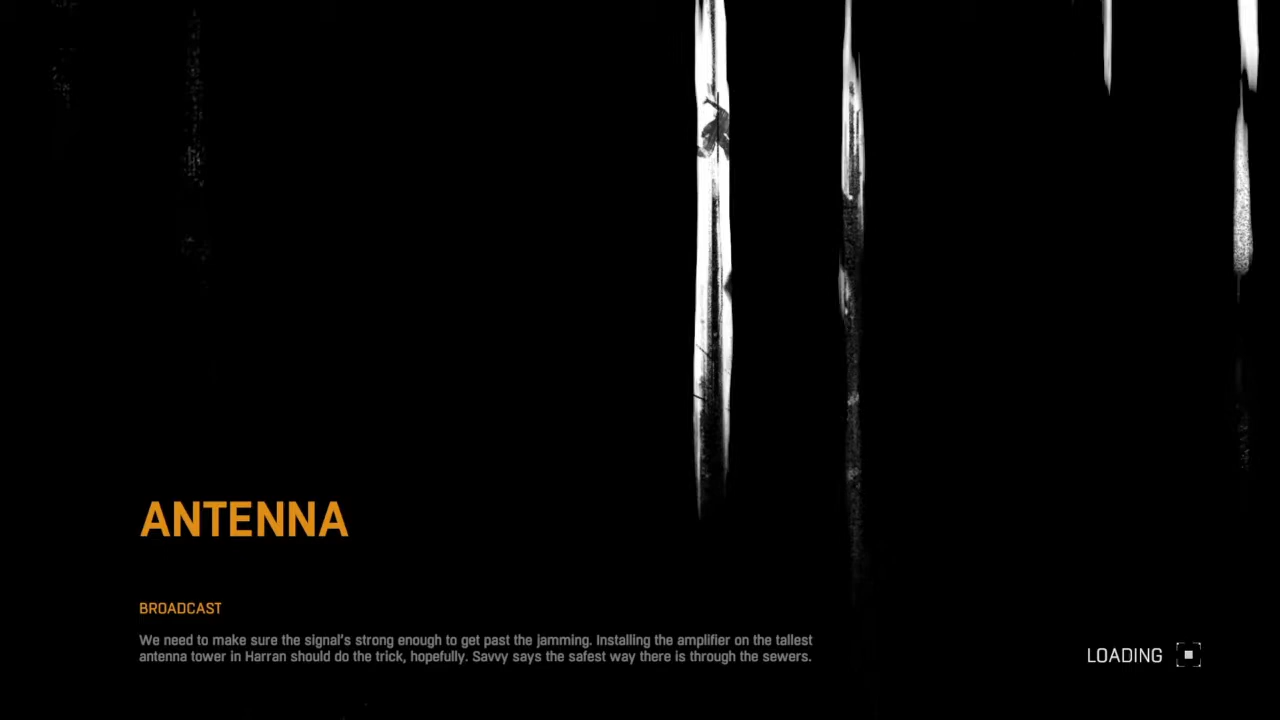 ANTENNA
BROADCAST
We need to make sure the signal's strong enough to get past the jamming. Installing the amplifier on the tallest
antenna tower in Harran should do the trick, hopefully. Savvy says the safest way there is through the sewers.
LOADING